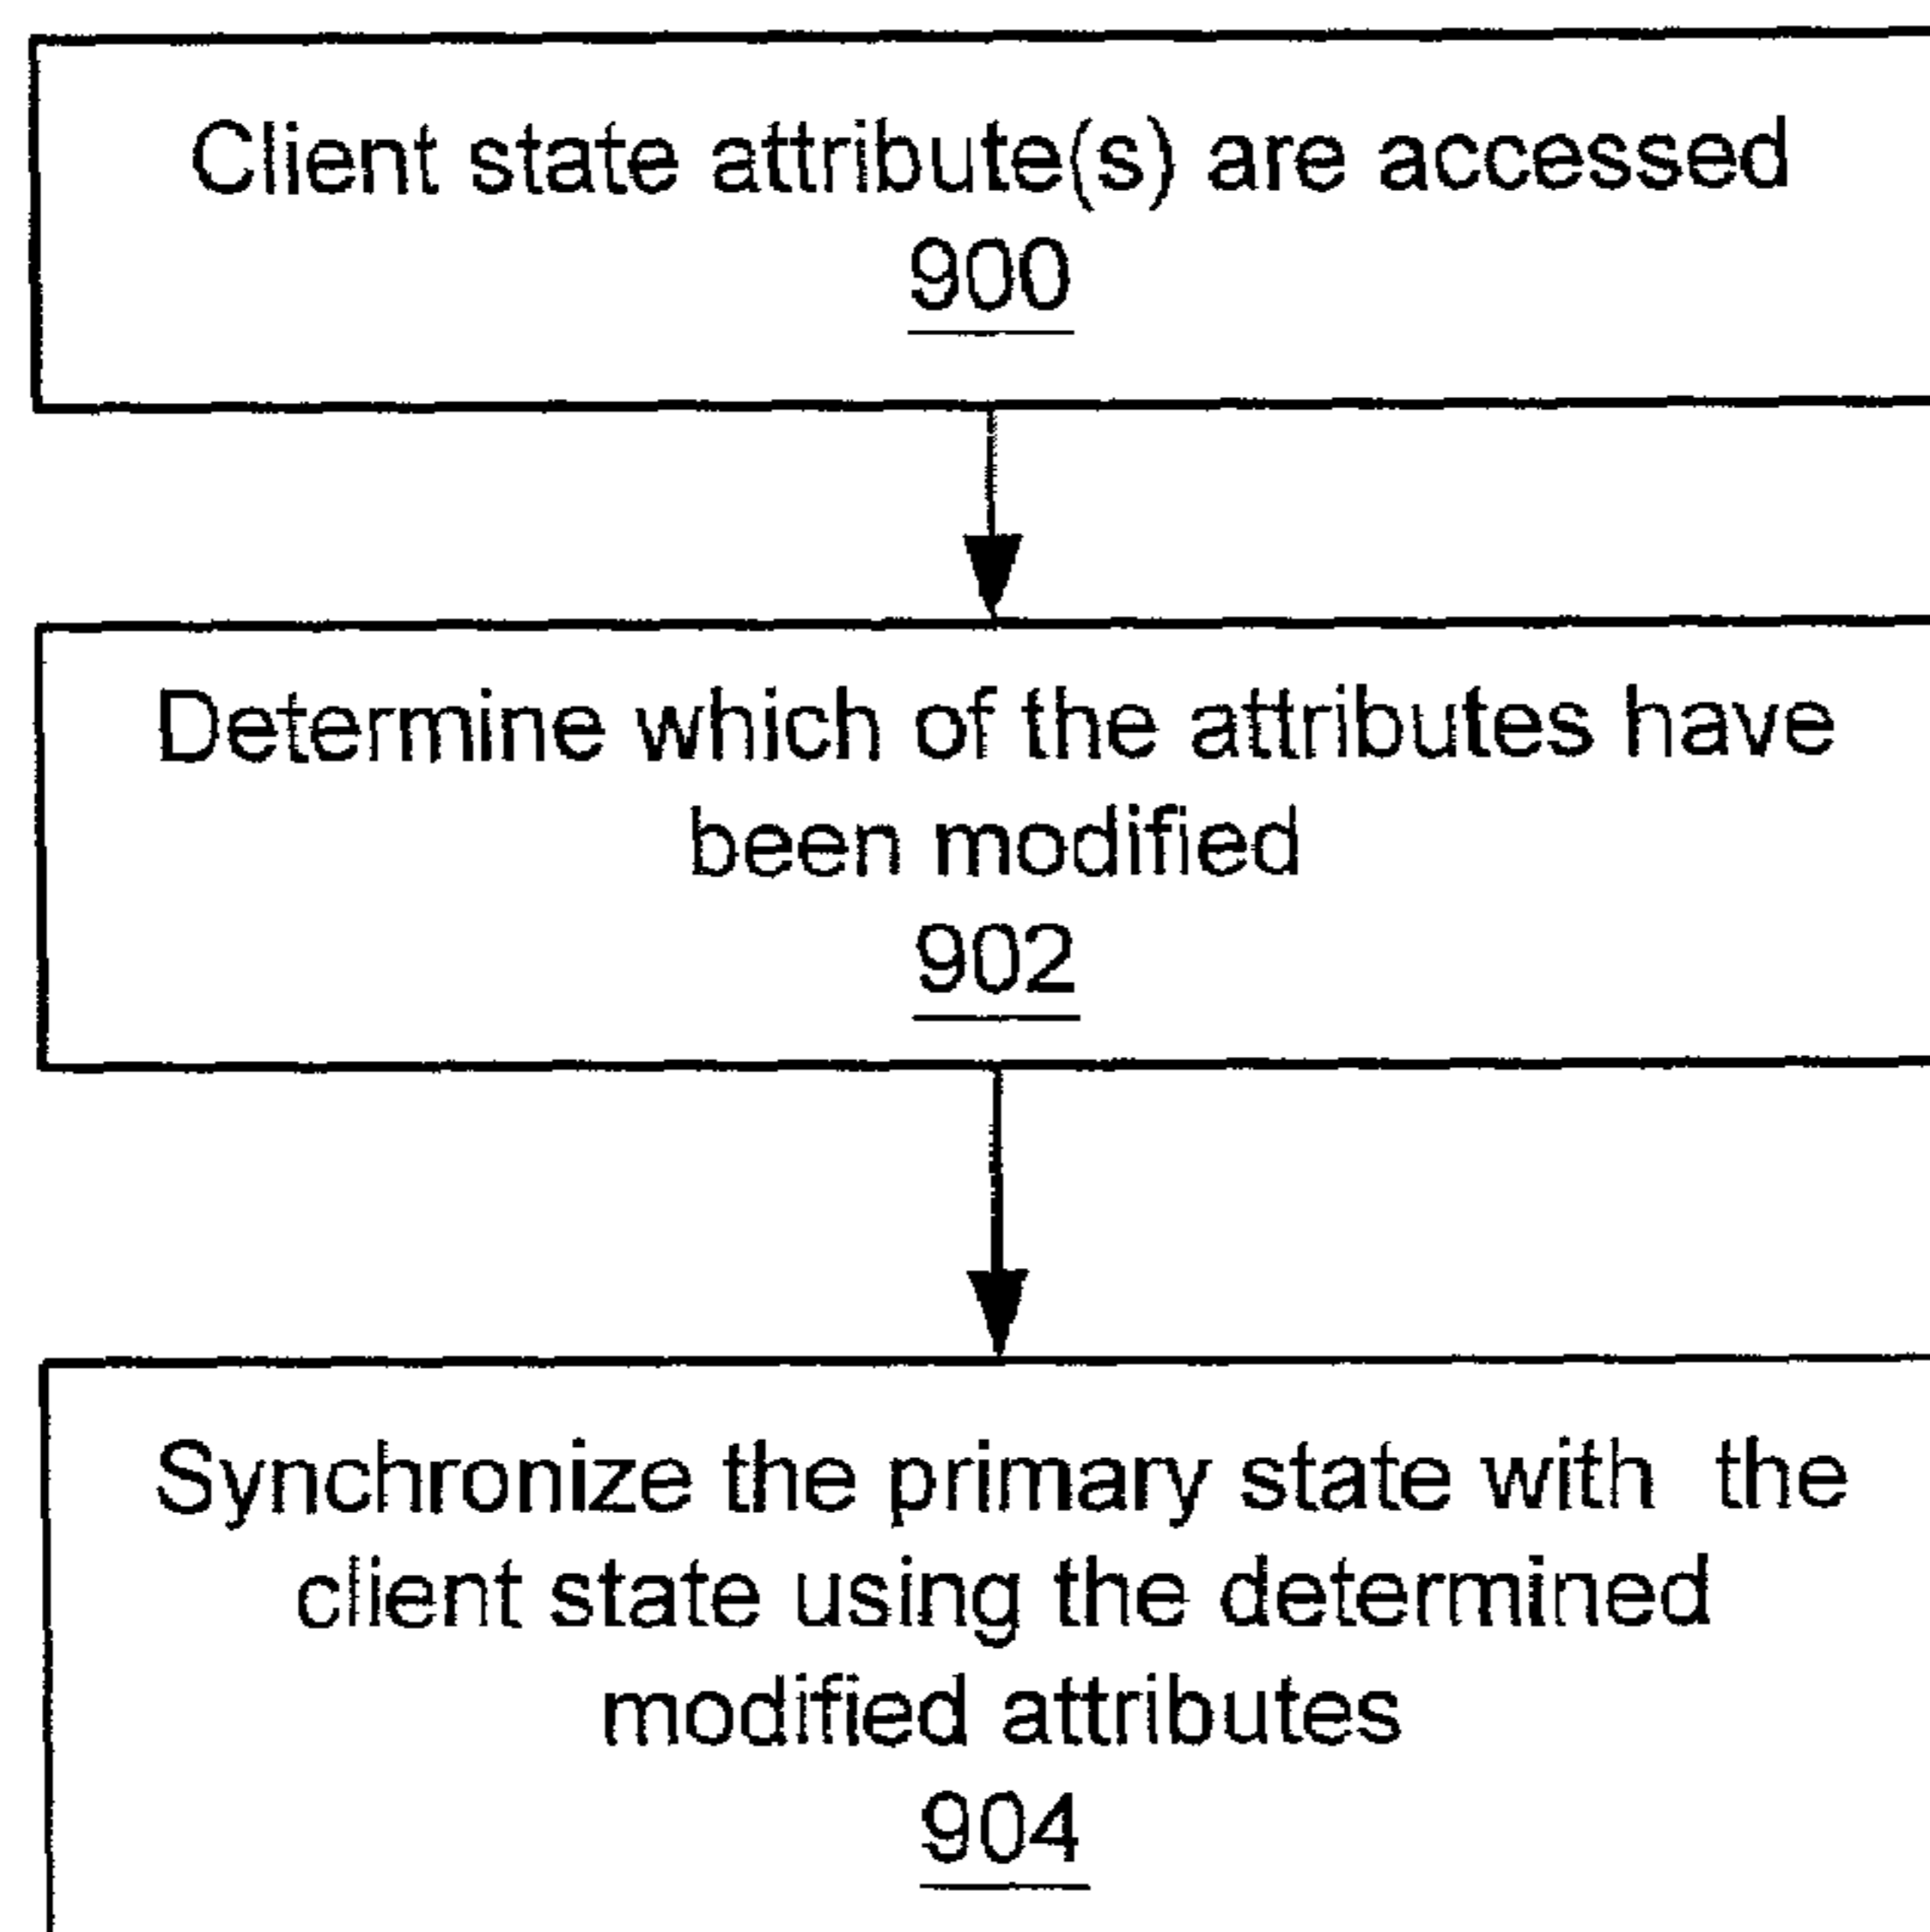 Client state attribute(s) are accessed
900
Determine which of the attributes have
been modified
902
Synchronize the primary state with the
client state using the determined
modified attributes
904